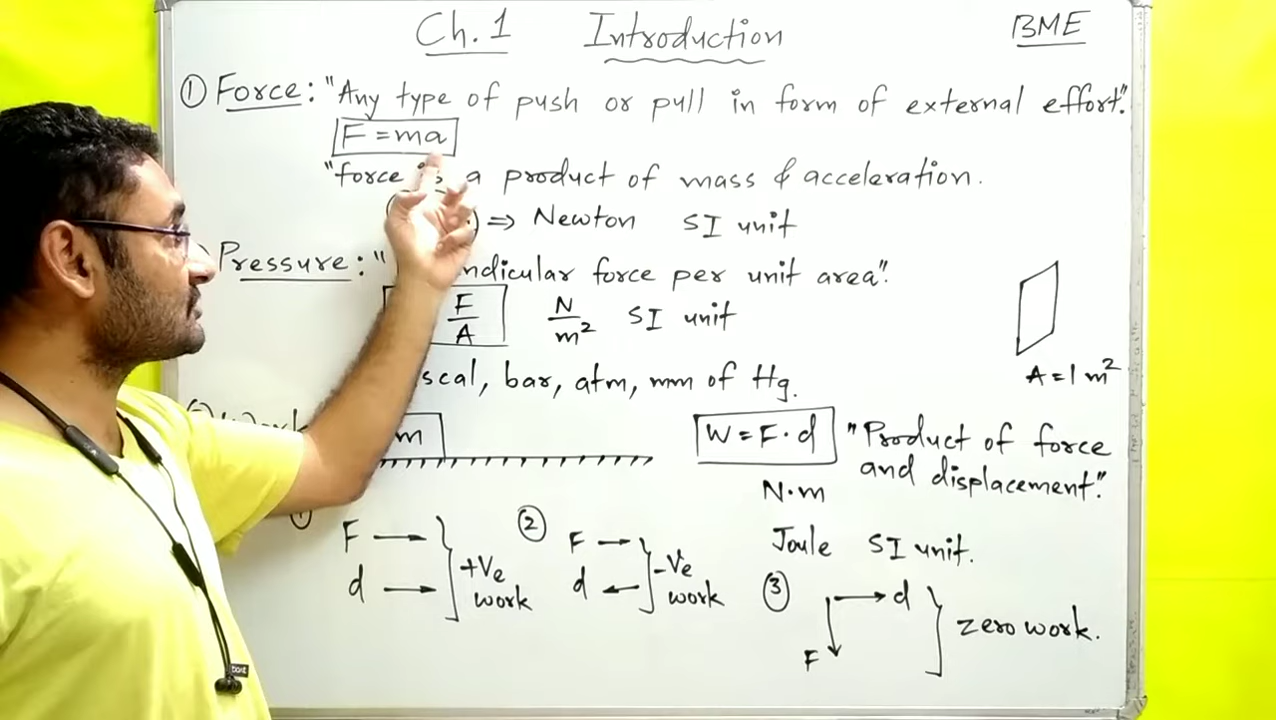 Ch. 1 Introduction BME
① Force: "Any type of push or pull in form of external effort".
F = ma
"force a product of mass & acceleration.
⇒ Newton SI unit
Pressure: " ndicular force per unit area".
F/A N/m² SI unit
scal, bar, atm, mm of Hg.
A = 1 m²
m
W = F · d "Product of force
and displacement".
N·m
Joule SI unit.
① F → d → } +Ve work
② F → d ← } -Ve work
③ d F } zero work.